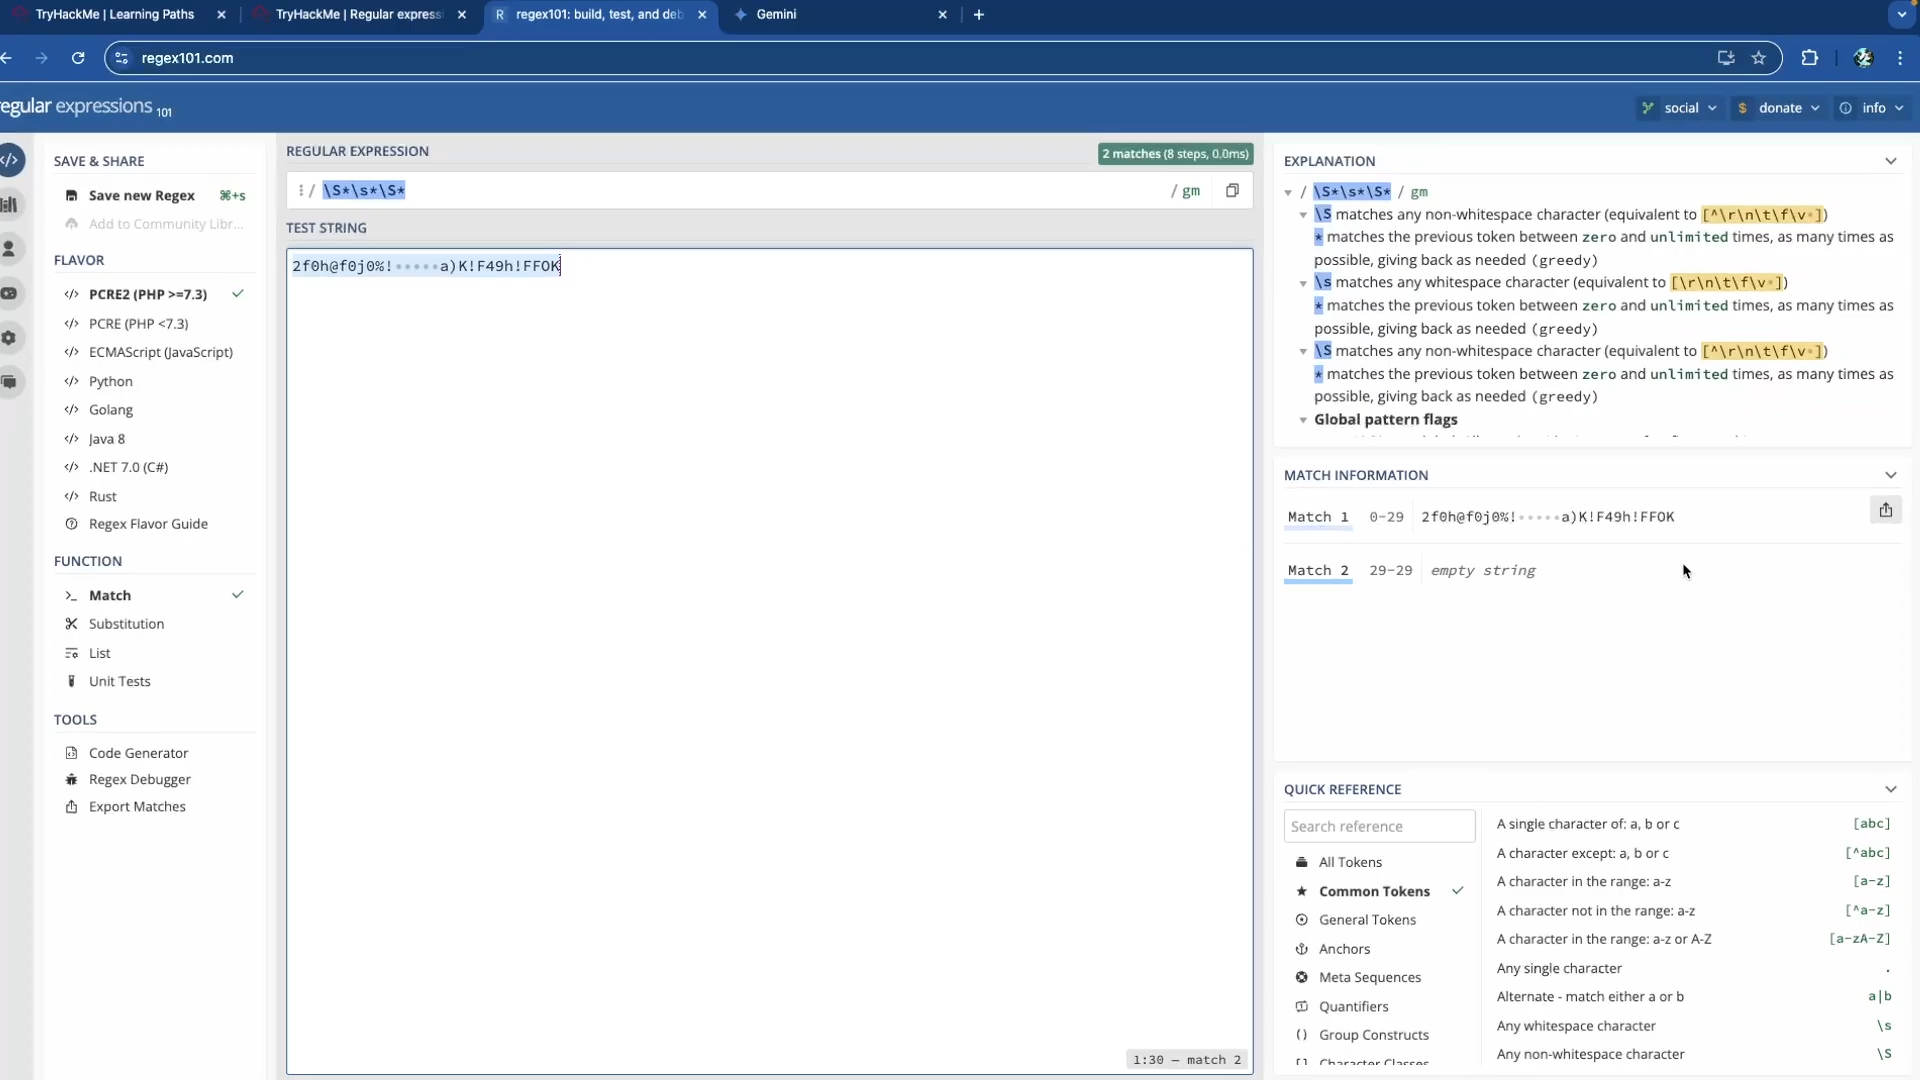 TryHackMe | Learning Paths
TryHackMe | Regular expressi
regex101: build, test, and deb
Gemini
regex101.com
egular expressions 101
social
donate
info
SAVE & SHARE
Save new Regex ⌘+s
Add to Community Libr...
FLAVOR
PCRE2 (PHP >=7.3)
PCRE (PHP <7.3)
ECMAScript (JavaScript)
Python
Golang
Java 8
.NET 7.0 (C#)
Rust
Regex Flavor Guide
FUNCTION
Match
Substitution
List
Unit Tests
TOOLS
Code Generator
Regex Debugger
Export Matches
REGULAR EXPRESSION
2 matches (8 steps, 0.0ms)
/ \S*\s*\S* / gm
TEST STRING
2f0h@f0j0%!•••••a)K!F49h!FFOK
1:30 — match 2
EXPLANATION
/ \S*\s*\S* / gm
\S matches any non-whitespace character (equivalent to [^\r\n\t\f\v•])
* matches the previous token between zero and unlimited times, as many times as
possible, giving back as needed (greedy)
\s matches any whitespace character (equivalent to [\r\n\t\f\v•])
* matches the previous token between zero and unlimited times, as many times as
possible, giving back as needed (greedy)
\S matches any non-whitespace character (equivalent to [^\r\n\t\f\v•])
* matches the previous token between zero and unlimited times, as many times as
possible, giving back as needed (greedy)
Global pattern flags
MATCH INFORMATION
Match 1 0-29 2f0h@f0j0%!•••••a)K!F49h!FFOK
Match 2 29-29 empty string
QUICK REFERENCE
Search reference
All Tokens
Common Tokens
General Tokens
Anchors
Meta Sequences
Quantifiers
Group Constructs
Character Classes
A single character of: a, b or c [abc]
A character except: a, b or c [^abc]
A character in the range: a-z [a-z]
A character not in the range: a-z [^a-z]
A character in the range: a-z or A-Z [a-zA-Z]
Any single character .
Alternate - match either a or b a|b
Any whitespace character \s
Any non-whitespace character \S